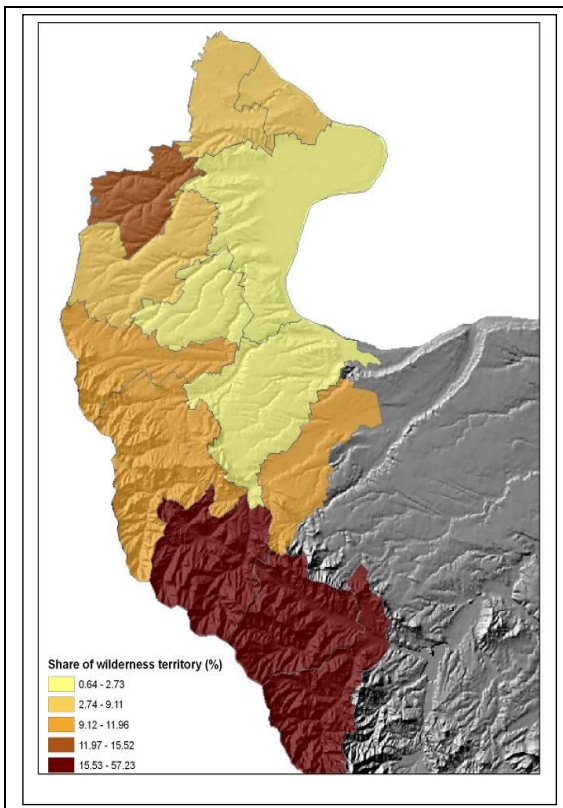 Share of wilderness territory (%)
0.64 - 2.73
2.74 - 9.11
9.12 - 11.96
11.97 - 15.52
15.53 - 57.23